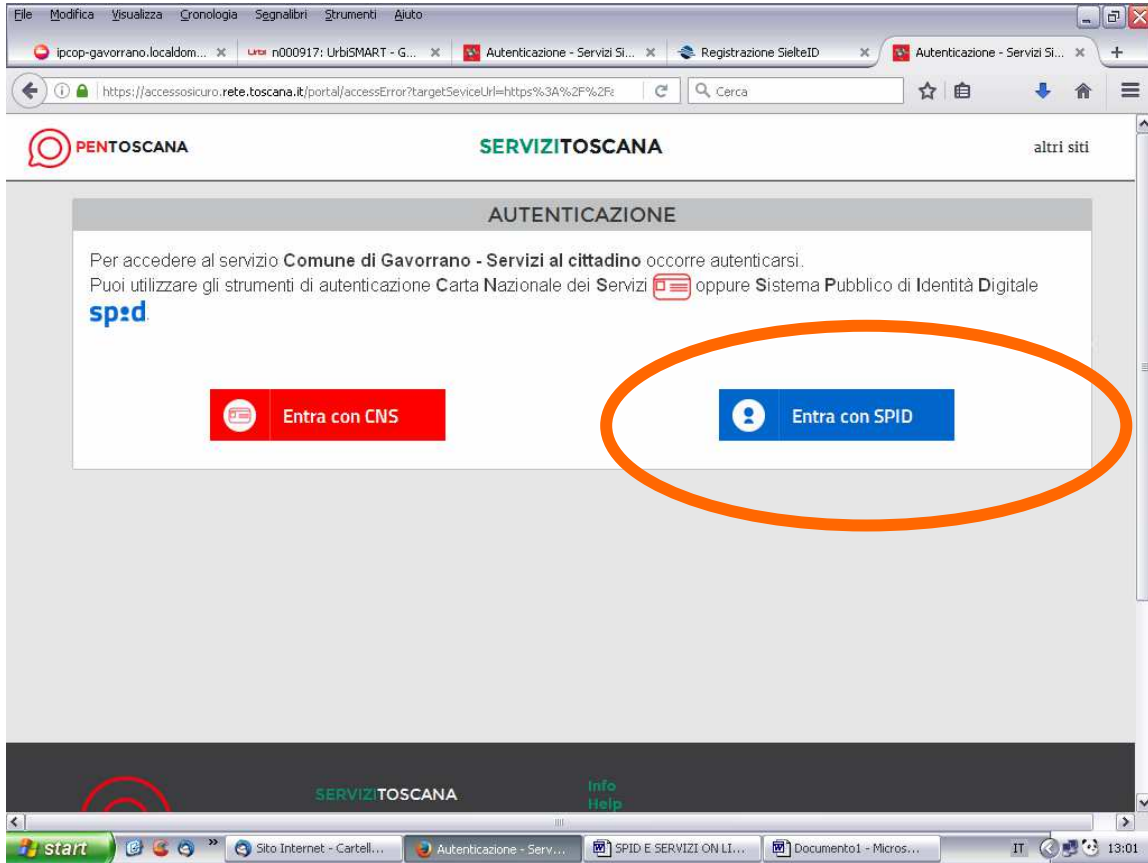 File Modifica Visualizza Cronologia Segnalibri Strumenti Aiuto
ipcop-gavorrano.localdom... n000917: UrbiSMART - G... Autenticazione - Servizi Si... Registrazione SielteID Autenticazione - Servizi Si...
https://accessosicuro.rete.toscana.it/portal/accessError?targetSeviceUrl=https%3A%2F%2Fa Cerca
PENTOSCANA SERVIZITOSCANA altri siti
AUTENTICAZIONE
Per accedere al servizio Comune di Gavorrano - Servizi al cittadino occorre autenticarsi.
Puoi utilizzare gli strumenti di autenticazione Carta Nazionale dei Servizi oppure Sistema Pubblico di Identità Digitale
spid.
Entra con CNS Entra con SPID
SERVIZITOSCANA Info
Help
start Sito Internet - Cartell... Autenticazione - Serv... SPID E SERVIZI ON LI... Documento1 - Micros... IT 13:01